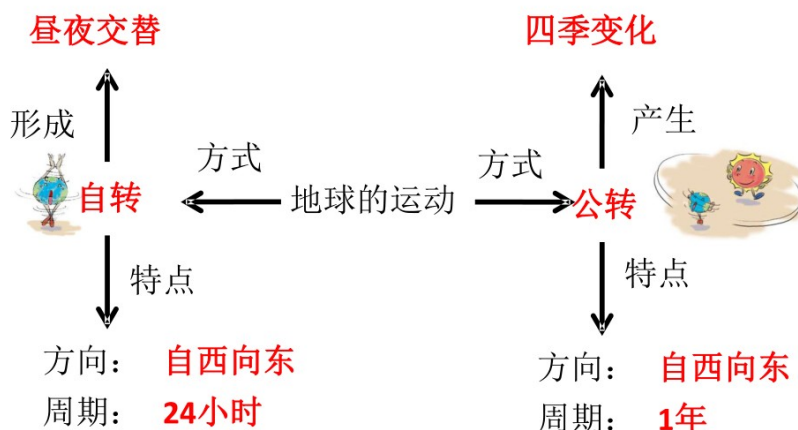 昼夜交替
四季变化
形成
产生
方式
方式
自转
地球的运动
公转
特点
特点
方向： 自西向东
周期： 24小时
方向： 自西向东
周期： 1年